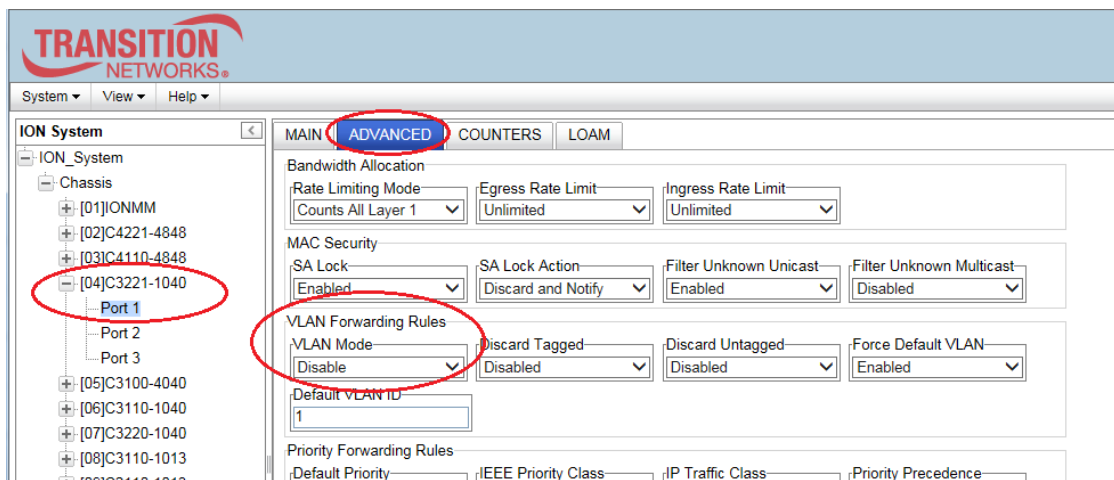 TRANSITION
NETWORKS®
System View Help
ION System
ION_System
Chassis
[01]IONMM
[02]C4221-4848
[03]C4110-4848
[04]C3221-1040
Port 1
Port 2
Port 3
[05]C3100-4040
[06]C3110-1040
[07]C3220-1040
[08]C3110-1013
MAIN ADVANCED COUNTERS LOAM
Bandwidth Allocation
Rate Limiting Mode Egress Rate Limit Ingress Rate Limit
Counts All Layer 1 Unlimited Unlimited
MAC Security
SA Lock SA Lock Action Filter Unknown Unicast Filter Unknown Multicast
Enabled Discard and Notify Enabled Disabled
VLAN Forwarding Rules
VLAN Mode Discard Tagged Discard Untagged Force Default VLAN
Disable Disabled Disabled Enabled
Default VLAN ID
1
Priority Forwarding Rules
Default Priority IEEE Priority Class IP Traffic Class Priority Precedence